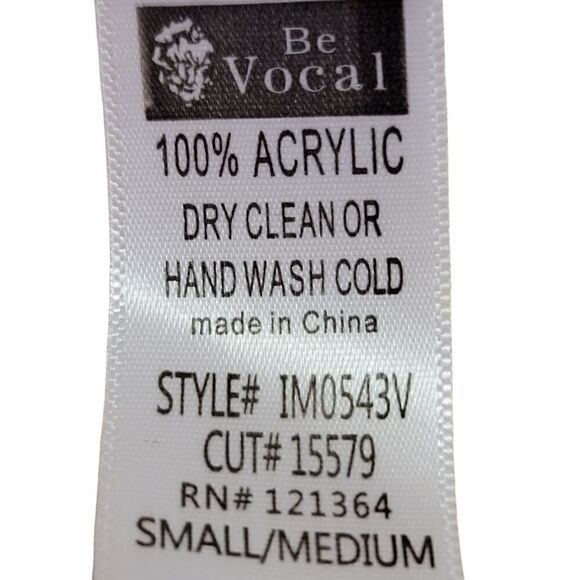 Be
Vocal
100% ACRYLIC
DRY CLEAN OR
HAND WASH COLD
made in China
STYLE# IM0543V
CUT# 15579
RN# 121364
SMALL/MEDIUM